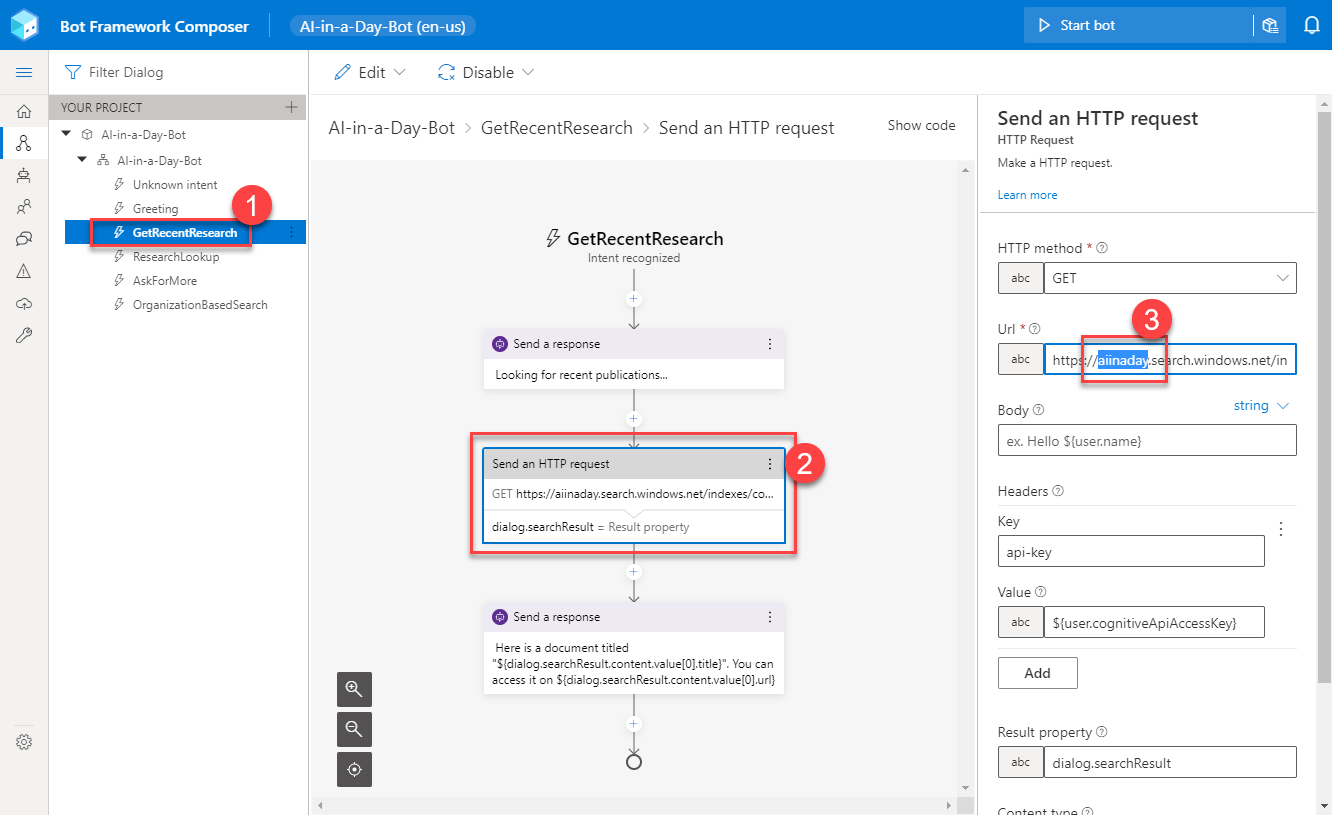 Bot Framework Composer
AI-in-a-Day-Bot (en-us)
Start bot
Filter Dialog
YOUR PROJECT
AI-in-a-Day-Bot
AI-in-a-Day-Bot
Unknown intent
Greeting
1
GetRecentResearch
ResearchLookup
AskForMore
OrganizationBasedSearch
Edit
Disable
AI-in-a-Day-Bot > GetRecentResearch > Send an HTTP request
Show code
GetRecentResearch
Intent recognized
Send a response
Looking for recent publications...
2
Send an HTTP request
GET https://aiinaday.search.windows.net/indexes/co...
dialog.searchResult = Result property
Send a response
Here is a document titled
"${dialog.searchResult.content.value[0].title}". You can
access it on ${dialog.searchResult.content.value[0].url}
Send an HTTP request
HTTP Request
Make a HTTP request.
Learn more
HTTP method *
abc GET
3
Url *
abc https://aiinaday.search.windows.net/in
Body
string
ex. Hello ${user.name}
Headers
Key
api-key
Value
abc ${user.cognitiveApiAccessKey}
Add
Result property
abc dialog.searchResult
Content type